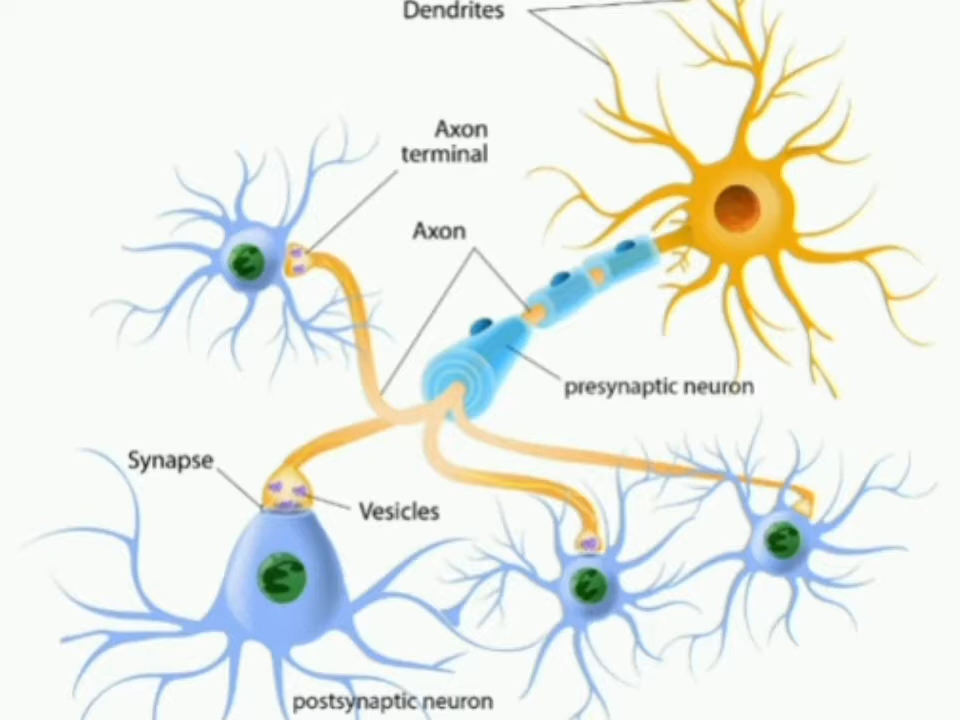 Dendrites
Axon
terminal
Axon
presynaptic neuron
Synapse
Vesicles
postsynaptic neuron